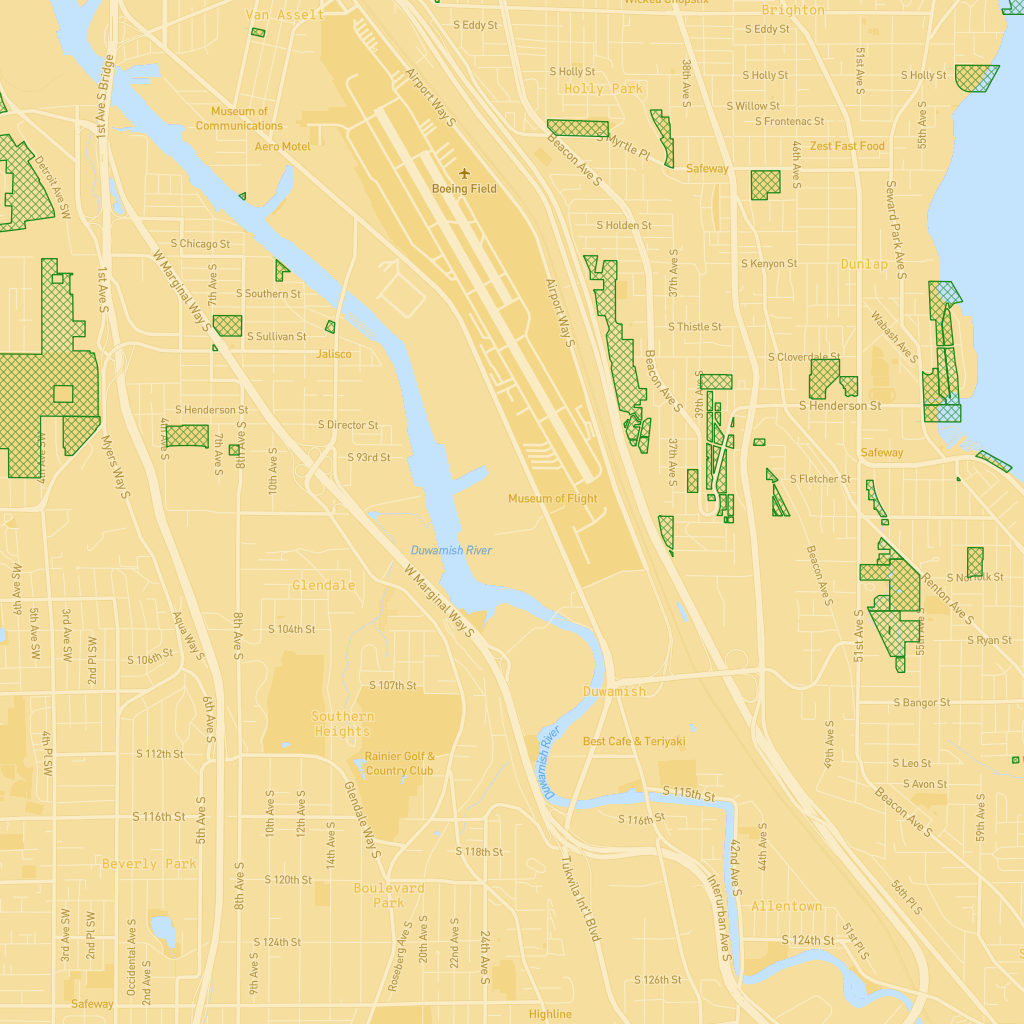 Wicked Chopstix
Van Asselt
Brighton
S Eddy St
S Eddy St
1st Ave S Bridge
Airport Way S
38th Ave S
51st Ave S
S Holly St
S Holly St
S Holly St
Holly Park
S Willow St
S Frontenac St
55th Ave S
Museum of
Communications
Aero Motel
S Myrtle Pl
Beacon Ave S
Safeway
46th Ave S
Zest Fast Food
Detroit Ave SW
Boeing Field
Seward Park Ave S
S Holden St
S Chicago St
W Marginal Way S
37th Ave S
S Kenyon St
Dunlap
1st Ave S
7th Ave S
S Southern St
Airport Way S
S Thistle St
Wabash Ave S
S Sullivan St
Jalisco
S Cloverdale St
Beacon Ave S
39th Ave S
S Henderson St
S Henderson St
4th Ave S
7th Ave S
8th Ave S
S Director St
4th Ave S
Myers Way S
10th Ave S
S 93rd St
37th Ave S
Safeway
S Fletcher St
Museum of Flight
Duwamish River
Beacon Ave S
6th Ave SW
Glendale
W Marginal Way S
S Norfolk St
Renton Ave S
5th Ave SW
3rd Ave SW
2nd Pl SW
Aqua Way S
8th Ave S
S 104th St
51st Ave S
55th Ave S
S Ryan St
S 106th St
S 107th St
Duwamish
6th Ave S
S Bangor St
Southern
Heights
4th Pl SW
S 112th St
Rainier Golf &
Country Club
Duwamish River
Best Cafe & Teriyaki
49th Ave S
S Leo St
S Avon St
S 115th St
Glendale Way S
5th Ave S
S 116th St
10th Ave S
12th Ave S
14th Ave S
S 116th St
Beacon Ave S
59th Ave S
S 118th St
42nd Ave S
44th Ave S
Beverly Park
8th Ave S
S 120th St
Boulevard
Park
Tukwila Int'l Blvd
Interurban Ave S
56th Pl S
Allentown
3rd Ave SW
2nd Pl SW
Occidental Ave S
2nd Ave S
S 124th St
9th Ave S
Roseberg Ave S
20th Ave S
22nd Ave S
24th Ave S
S 124th St
51st Pl S
S 126th St
Safeway
Highline